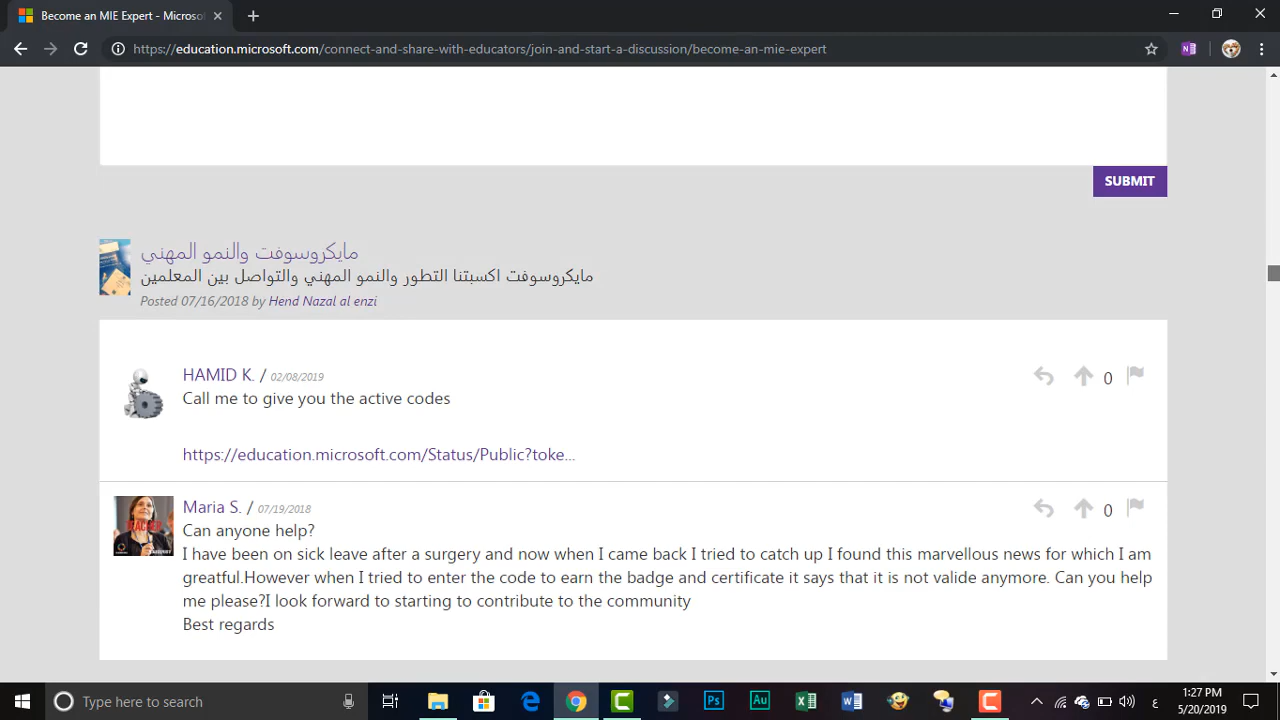 Become an MIE Expert - Microso
https://education.microsoft.com/connect-and-share-with-educators/join-and-start-a-discussion/become-an-mie-expert
SUBMIT
مايكروسوفت والنمو المهني
مايكروسوفت اكسبتنا التطور والنمو المهني والتواصل بين المعلمين
Posted 07/16/2018 by Hend Nazal al enzi
HAMID K. / 02/08/2019
0
Call me to give you the active codes
https://education.microsoft.com/Status/Public?toke...
Maria S. / 07/19/2018
0
Can anyone help?
I have been on sick leave after a surgery and now when I came back I tried to catch up I found this marvellous news for which I am
greatful.However when I tried to enter the code to earn the badge and certificate it says that it is not valide anymore. Can you help
me please?I look forward to starting to contribute to the community
Best regards
Type here to search
Ps
Au
ع
1:27 PM
5/20/2019